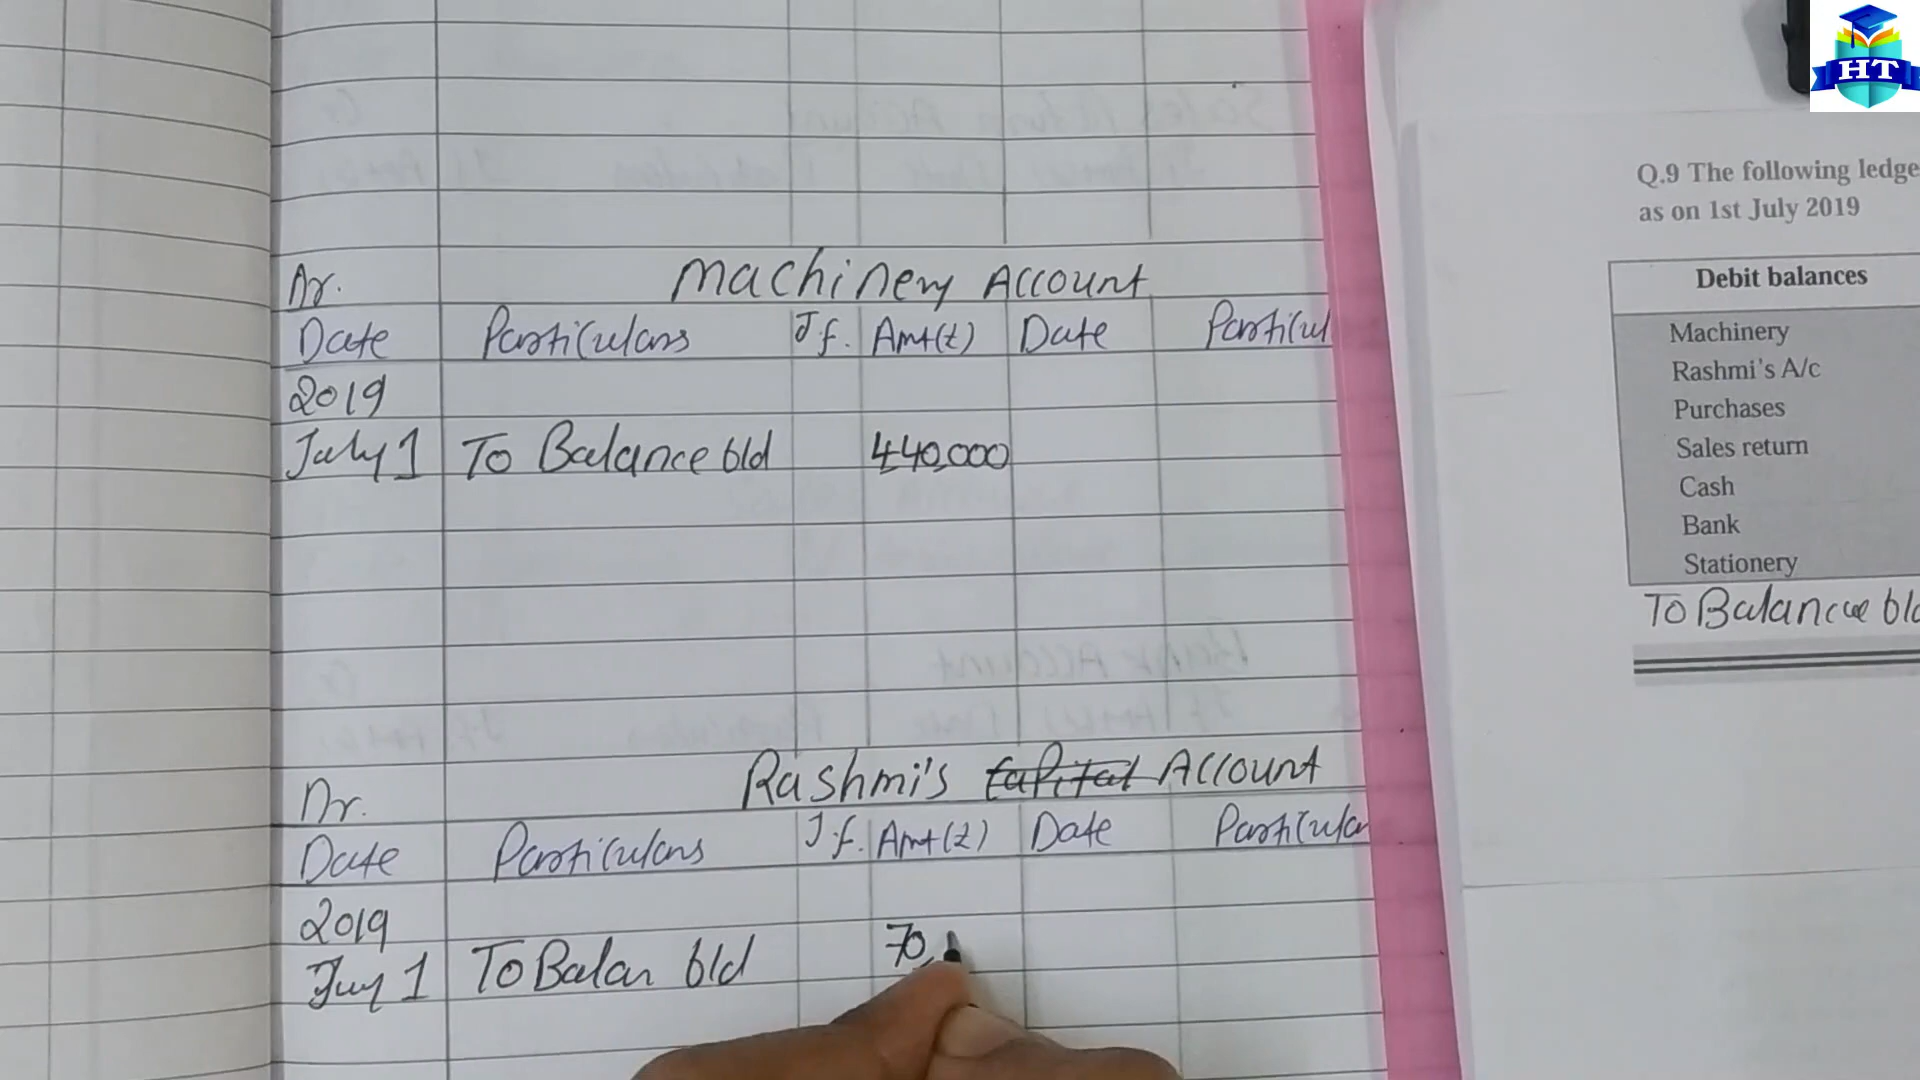 HT
Q.9 The following ledge
as on 1st July 2019
Debit balances
Machinery
Rashmi's A/c
Purchases
Sales return
Cash
Bank
Stationery
To Balance b/d
Dr. Machinery Account
Date Particulars J.f. Amt(₹) Date Particul
2019
July 1 To Balance b/d 440,000
Dr. Rashmi's Capital Account
Date Particulars J.f. Amt(₹) Date Particular
2019
July 1 To Balan b/d 70,